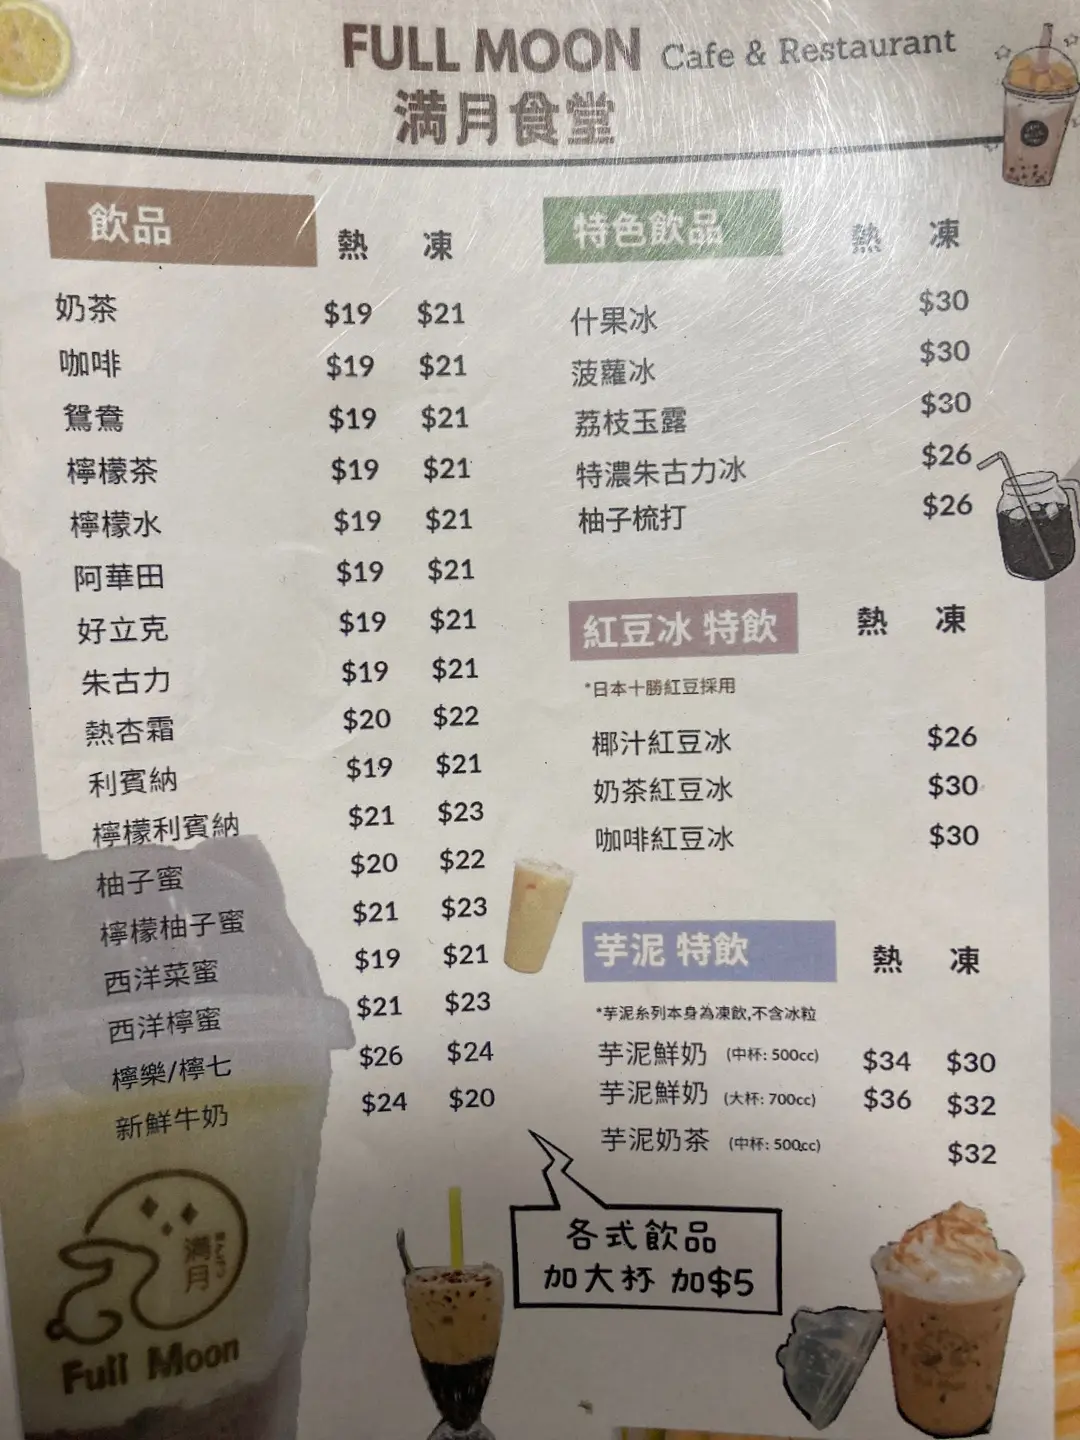 FULL MOON Cafe & Restaurant
満月食堂
飲品 熱 凍
奶茶 $19 $21
咖啡 $19 $21
鴛鴦 $19 $21
檸檬茶 $19 $21
檸檬水 $19 $21
阿華田 $19 $21
好立克 $19 $21
朱古力 $19 $21
熱杏霜 $20 $22
利賓納 $19 $21
檸檬利賓納 $21 $23
柚子蜜 $20 $22
檸檬柚子蜜 $21 $23
西洋菜蜜 $19 $21
西洋檸蜜 $21 $23
檸樂/檸七 $26 $24
新鮮牛奶 $24 $20
特色飲品 熱 凍
什果冰 $30
菠蘿冰 $30
荔枝玉露 $30
特濃朱古力冰 $26
柚子梳打 $26
紅豆冰 特飲 熱 凍
*日本十勝紅豆採用
椰汁紅豆冰 $26
奶茶紅豆冰 $30
咖啡紅豆冰 $30
芋泥 特飲 熱 凍
*芋泥糸列本身為凍飲,不含冰粒
芋泥鮮奶 (中杯: 500cc) $34 $30
芋泥鮮奶 (大杯: 700cc) $36 $32
芋泥奶茶 (中杯: 500cc) $32
各式飲品
加大杯 加$5
満月
Full Moon